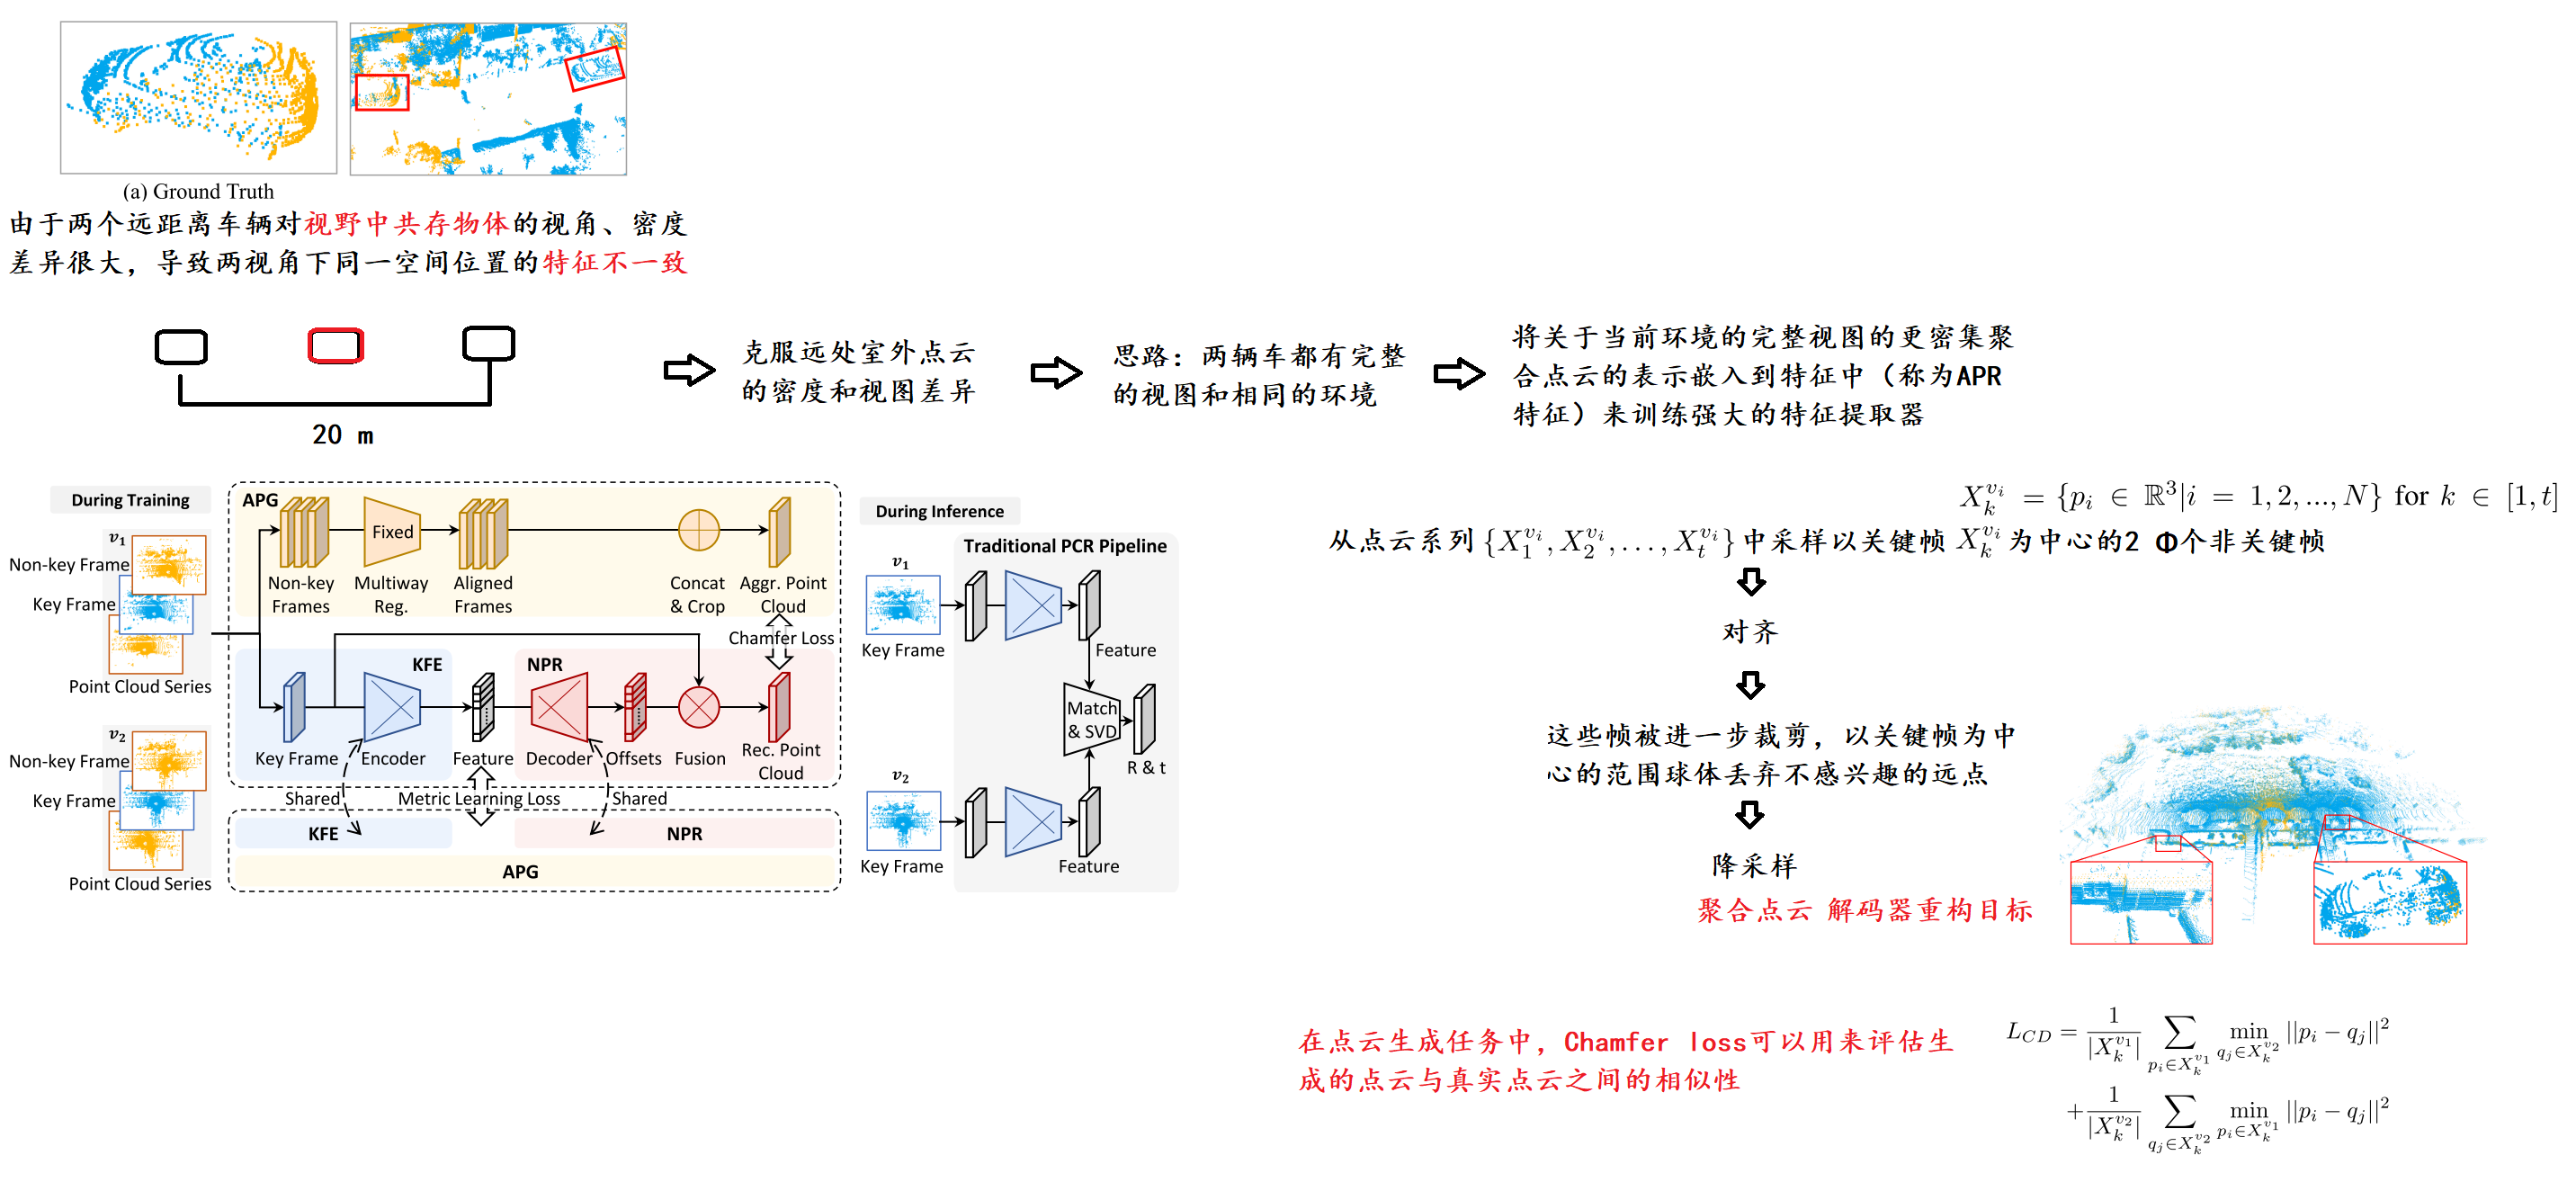 (a) Ground Truth
由于两个远距离车辆对视野中共存物体的视角、密度
差异很大，导致两视角下同一空间位置的特征不一致
20 m
克服远处室外点云
的密度和视图差异
思路：两辆车都有完整
的视图和相同的环境
将关于当前环境的完整视图的更密集聚
合点云的表示嵌入到特征中（称为APR
特征）来训练强大的特征提取器
During Training
v₁
Non-key Frame
Key Frame
Point Cloud Series
v₂
Non-key Frame
Key Frame
Point Cloud Series
APG
Fixed
Non-key
Frames
Multiway
Reg.
Aligned
Frames
Concat
& Crop
Aggr. Point
Cloud
Chamfer Loss
KFE
NPR
Key Frame
Encoder
Feature
Decoder
Offsets
Fusion
Rec. Point
Cloud
Shared
Metric Learning Loss
Shared
KFE
NPR
APG
During Inference
Traditional PCR Pipeline
v₁
Key Frame
Feature
Match
& SVD
R & t
v₂
Key Frame
Feature
X_k^{v_i} = {p_i ∈ ℝ³|i = 1, 2, ..., N} for k ∈ [1, t]
从点云系列 {X_1^{v_i}, X_2^{v_i}, . . . , X_t^{v_i}} 中采样以关键帧 X_k^{v_i} 为中心的2 Φ个非关键帧
对齐
这些帧被进一步裁剪，以关键帧为中
心的范围球体丢弃不感兴趣的远点
降采样
聚合点云 解码器重构目标
在点云生成任务中，Chamfer loss可以用来评估生
成的点云与真实点云之间的相似性
L_{CD} = \frac{1}{|X_k^{v_1}|} \sum_{p_i∈X_k^{v_1}} \min_{q_j∈X_k^{v_2}} ||p_i − q_j||²
+ \frac{1}{|X_k^{v_2}|} \sum_{q_j∈X_k^{v_2}} \min_{p_i∈X_k^{v_1}} ||p_i − q_j||²